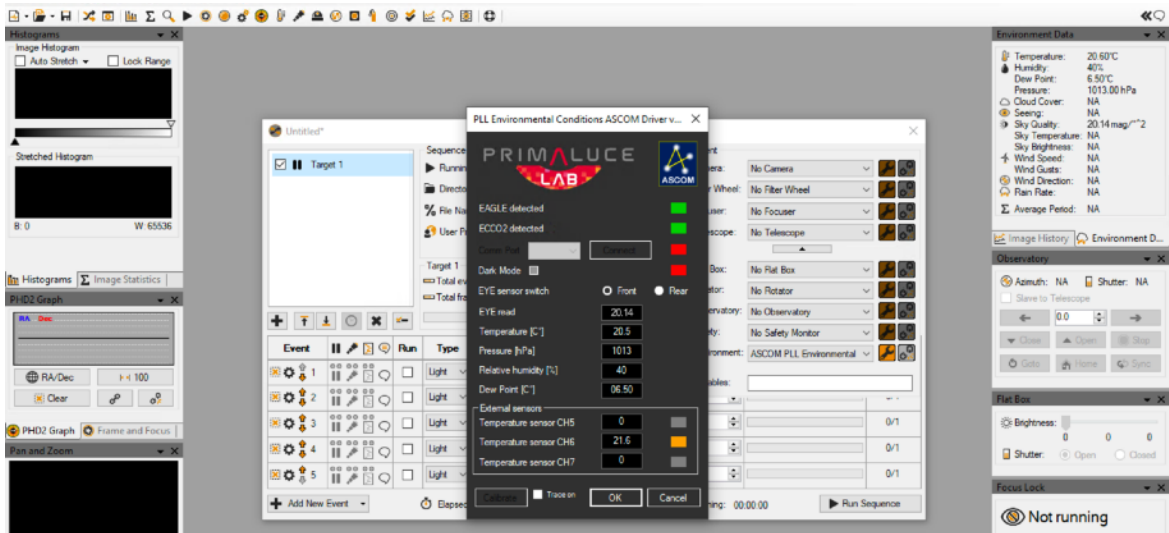 Histograms
Image Histogram
Auto Stretch
Lock Range
Stretched Histogram
B: 0
W: 65536
Histograms
Image Statistics
PHD2 Graph
RA
Dec
RA/Dec
100
Clear
PHD2 Graph
Frame and Focus
Pan and Zoom
Untitled*
Target 1
Target 1
Event
Run
Type
1
Light
2
Light
3
Light
0/1
4
Light
0/1
5
Light
0/1
Add New Event
00:00:00
Run Sequence
PLL Environmental Conditions ASCOM Driver v...
PRIMALUCE
LAB
ASCOM
EAGLE detected
ECCO2 detected
Comm Port
Connect
Dark Mode
EYE sensor switch
Front
Rear
EYE read
20.14
Temperature [C°]
20.5
Pressure [hPa]
1013
Relative humidity [%]
40
Dew Point [C°]
06.50
External sensors
Temperature sensor CH5
0
Temperature sensor CH6
21.6
Temperature sensor CH7
0
Calibrate
Trace on
OK
Cancel
No Camera
No Filter Wheel
No Focuser
No Telescope
No Flat Box
No Rotator
No Observatory
No Safety Monitor
ASCOM PLL Environmental
Environment Data
Temperature: 20.60°C
Humidity: 40%
Dew Point: 6.50°C
Pressure: 1013.00 hPa
Cloud Cover: NA
Seeing: NA
Sky Quality: 20.14 mag/"^2
Sky Temperature: NA
Sky Brightness: NA
Wind Speed: NA
Wind Gusts: NA
Wind Direction: NA
Rain Rate: NA
Average Period: NA
Image History
Environment D...
Observatory
Azimuth: NA
Shutter: NA
Slave to Telescope
0.0
Close
Open
Stop
Goto
Home
Sync
Flat Box
Brightness:
0 0 0
Shutter:
Open
Closed
Focus Lock
Not running